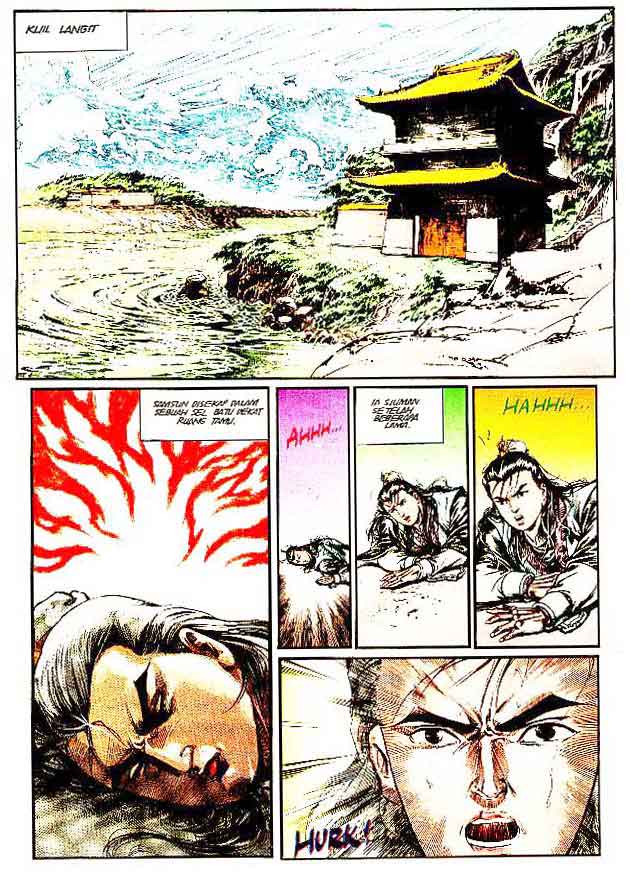 KUIL LANGIT
SAMSUN DISEKAP DALAM
SEBUAH SEL BATU DEKAT
RUANG TAMU.
AHHH...
IA SIUMAN
SETELAH
BEBERAPA
LAMA.
HAHHH...
HURK!